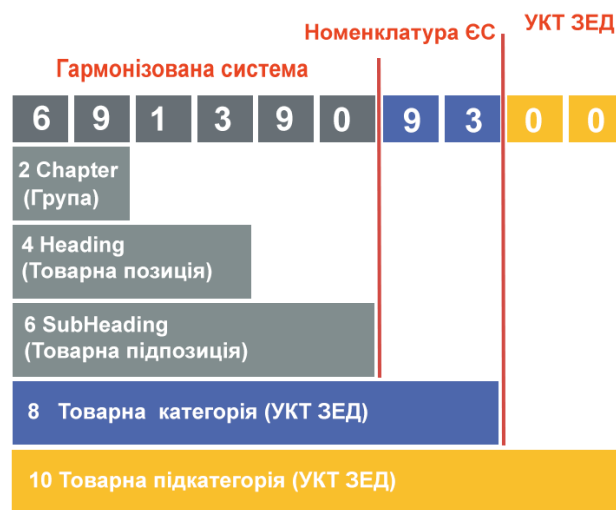 Номенклатура ЄС
УКТ ЗЕД
Гармонізована система
6 9 1 3 9 0 9 3 0 0
2 Chapter
(Група)
4 Heading
(Товарна позиція)
6 SubHeading
(Товарна підпозиція)
8 Товарна категорія (УКТ ЗЕД)
10 Товарна підкатегорія (УКТ ЗЕД)